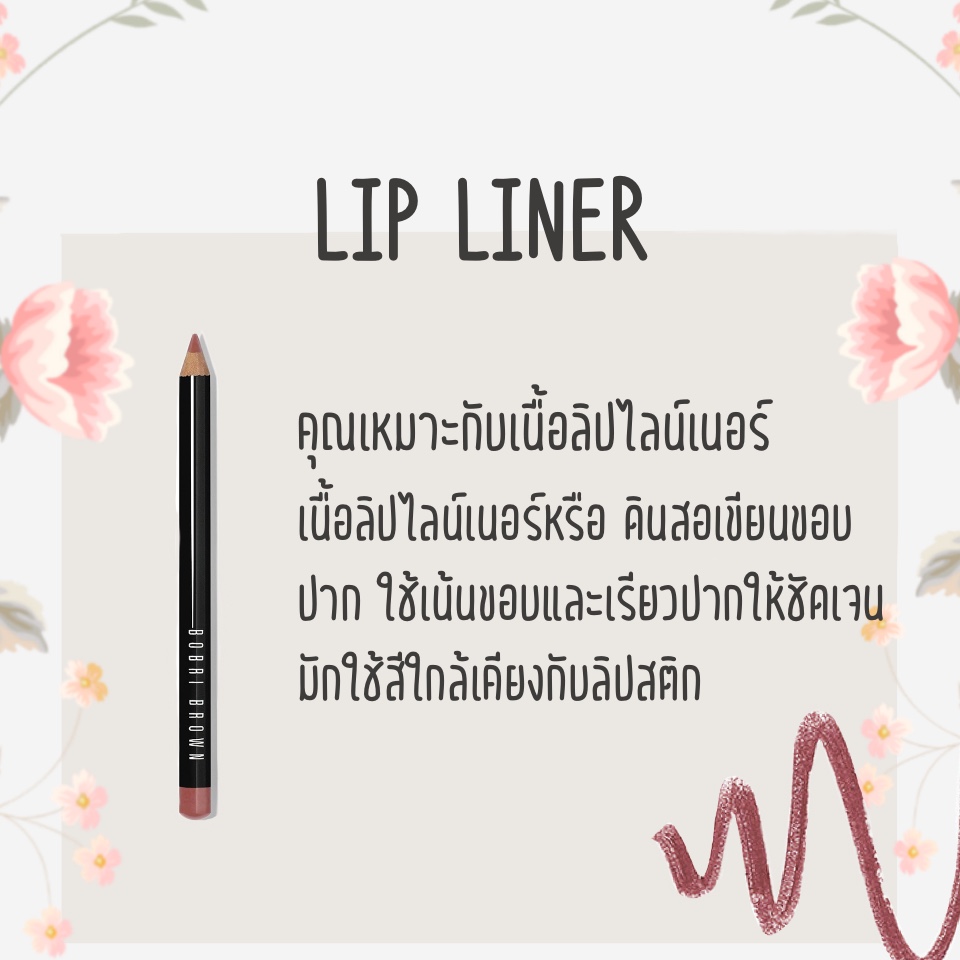 LIP LINER
คุณเหมาะกับเนื้อลิปไลน์เนอร์
เนื้อลิปไลน์เนอร์หรือ คินสอเขียนขอบ
ปาก ใช้เน้นขอบและเรียวปากให้ชัคเจน
มักใช้สีใกล้เคียงกับลิปสติก
BOBBI BROWN